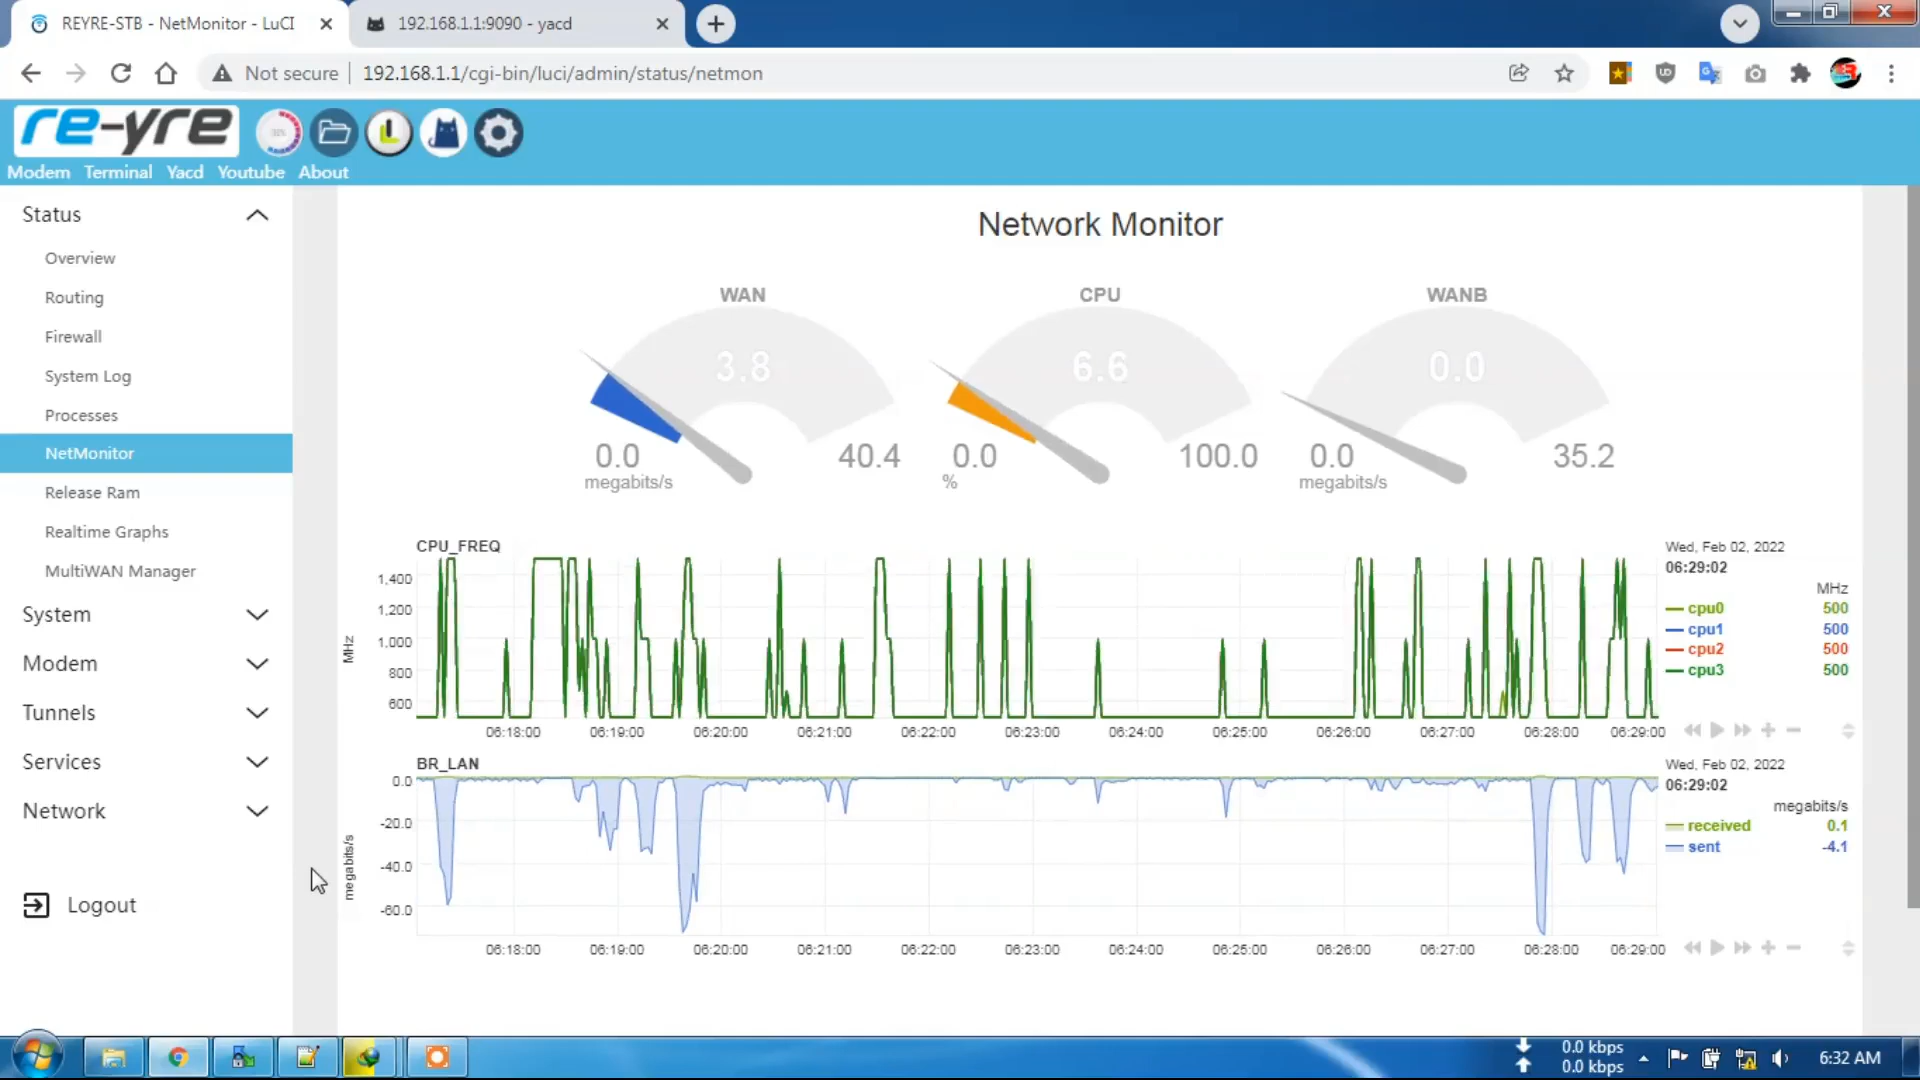 REYRE-STB - NetMonitor - LuCI
192.168.1.1:9090 - yacd
Not secure
192.168.1.1/cgi-bin/luci/admin/status/netmon
re-yre
Modem Terminal Yacd Youtube About
Status
Overview
Routing
Firewall
System Log
Processes
NetMonitor
Release Ram
Realtime Graphs
MultiWAN Manager
System
Modem
Tunnels
Services
Network
Logout
Network Monitor
WAN
3.8
0.0
40.4
megabits/s
CPU
6.6
0.0
100.0
%
WANB
0.0
0.0
35.2
megabits/s
CPU_FREQ
MHz
1,400
1,200
1,000
800
600
06:18:00 06:19:00 06:20:00 06:21:00 06:22:00 06:23:00 06:24:00 06:25:00 06:26:00 06:27:00 06:28:00 06:29:00
Wed, Feb 02, 2022
06:29:02
MHz
cpu0 500
cpu1 500
cpu2 500
cpu3 500
BR_LAN
megabits/s
0.0
-20.0
-40.0
-60.0
06:18:00 06:19:00 06:20:00 06:21:00 06:22:00 06:23:00 06:24:00 06:25:00 06:26:00 06:27:00 06:28:00 06:29:00
Wed, Feb 02, 2022
06:29:02
megabits/s
received 0.1
sent -4.1
0.0 kbps
0.0 kbps
6:32 AM